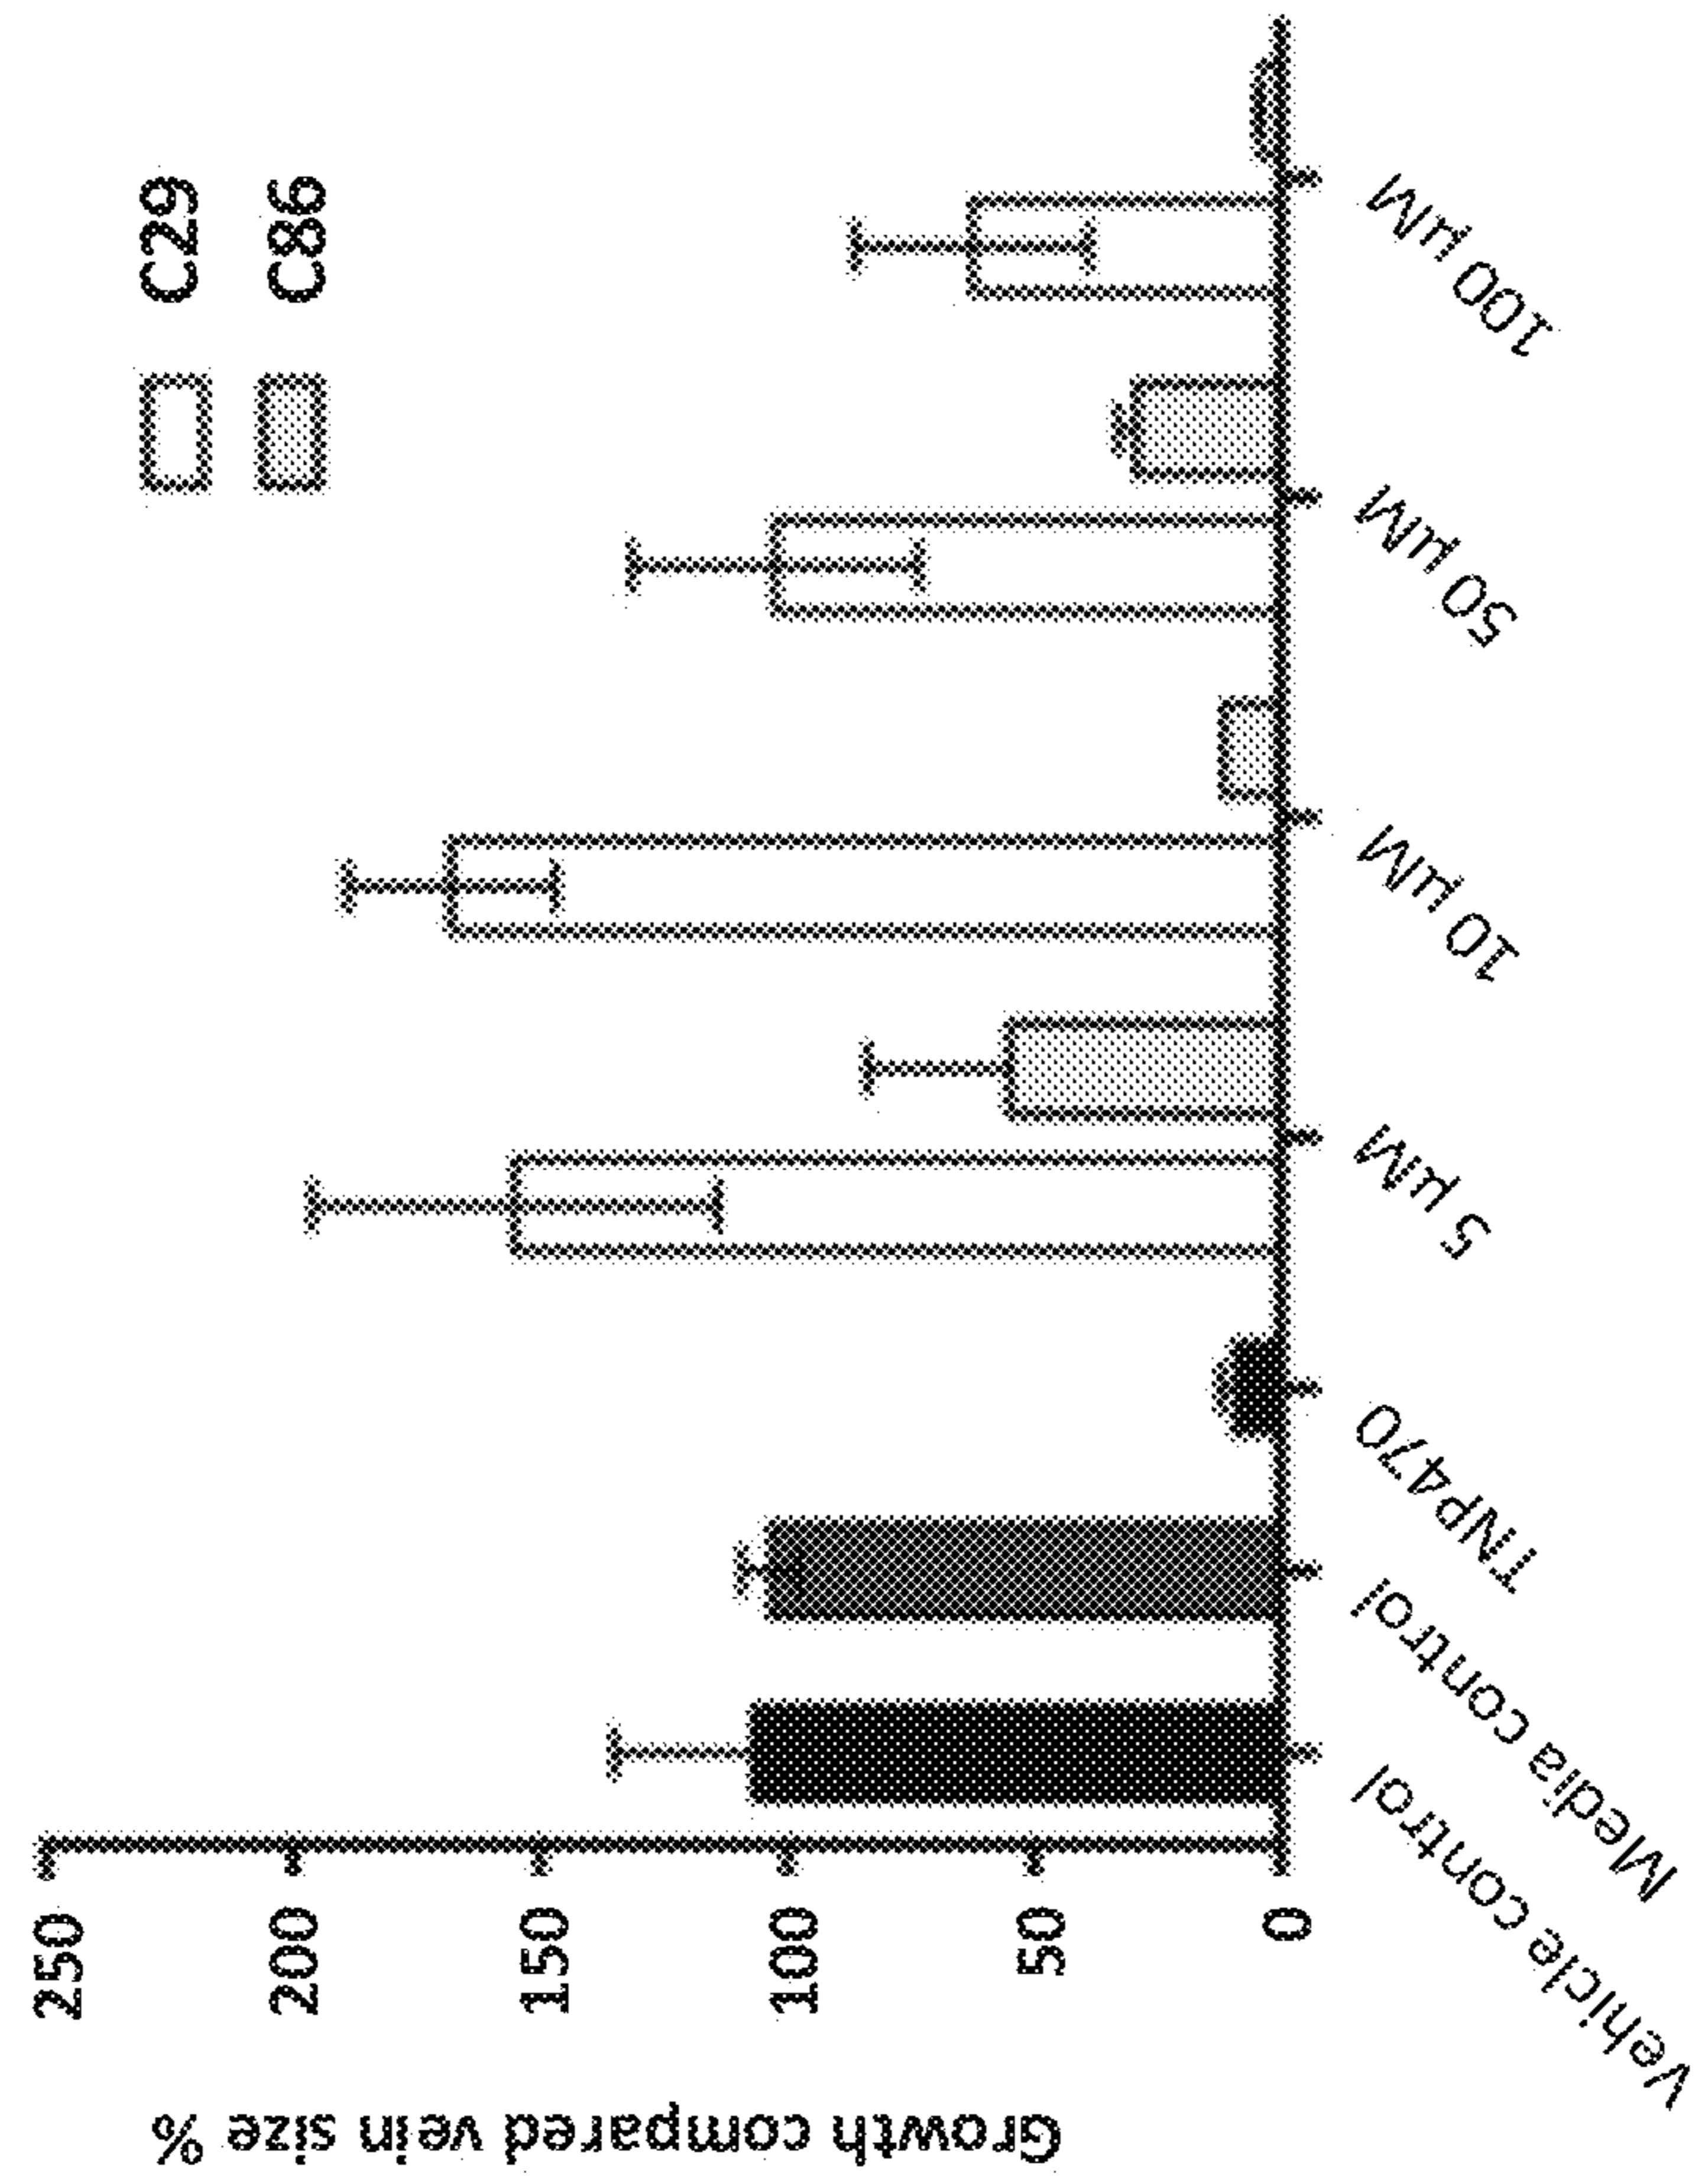 C29
C86
Growth compared vein size %
250
200
150
100
50
0
Vehicle control
Media control
TNP470
5 µM
10 µM
50 µM
100 µM